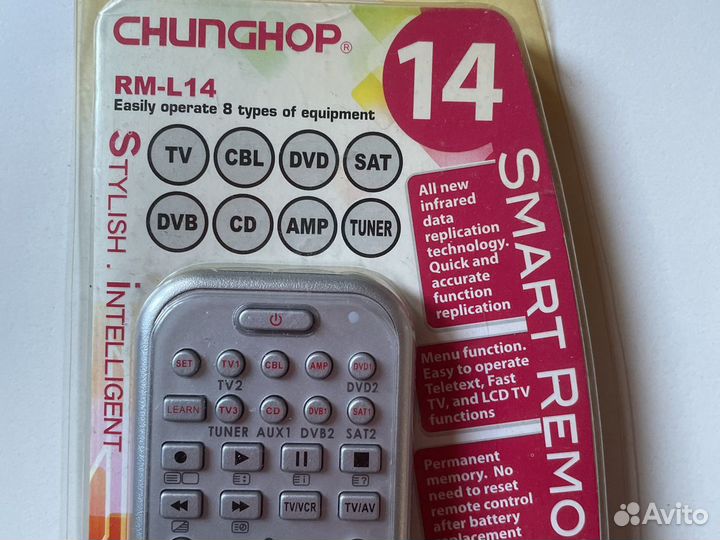 CHUNGHOP®
14
RM-L14
Easily operate 8 types of equipment
TV CBL DVD SAT
DVB CD AMP TUNER
STYLISH . INTELLIGENT
SMART REMO
All new
infrared
data
replication
technology.
Quick and
accurate
function
replication
Menu function.
Easy to operate
Teletext, Fast
TV, and LCD TV
functions
Permanent
memory. No
need to reset
remote control
after battery
SET TV1 CBL AMP DVD1
TV2 DVD2
LEARN TV3 CD DVB1 SAT1
TUNER AUX1 DVB2 SAT2
TV/VCR TV/AV
Avito